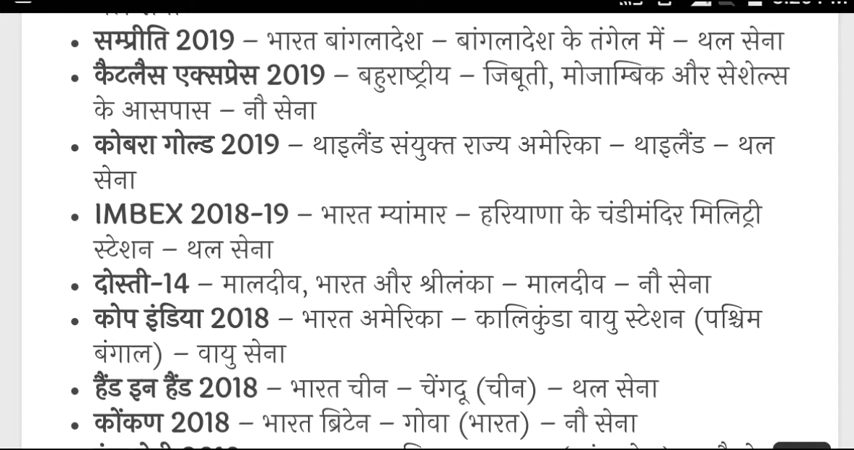 • सम्प्रीति 2019 – भारत बांगलादेश – बांगलादेश के तंगेल में – थल सेना
• कैटलैस एक्सप्रेस 2019 – बहुराष्ट्रीय – जिबूती, मोजाम्बिक और सेशेल्स
के आसपास – नौ सेना
• कोबरा गोल्ड 2019 – थाइलैंड संयुक्त राज्य अमेरिका – थाइलैंड – थल
सेना
• IMBEX 2018-19 – भारत म्यांमार – हरियाणा के चंडीमंदिर मिलिट्री
स्टेशन – थल सेना
• दोस्ती-14 – मालदीव, भारत और श्रीलंका – मालदीव – नौ सेना
• कोप इंडिया 2018 – भारत अमेरिका – कालिकुंडा वायु स्टेशन (पश्चिम
बंगाल) – वायु सेना
• हैंड इन हैंड 2018 – भारत चीन – चेंगदू (चीन) – थल सेना
• कोंकण 2018 – भारत ब्रिटेन – गोवा (भारत) – नौ सेना